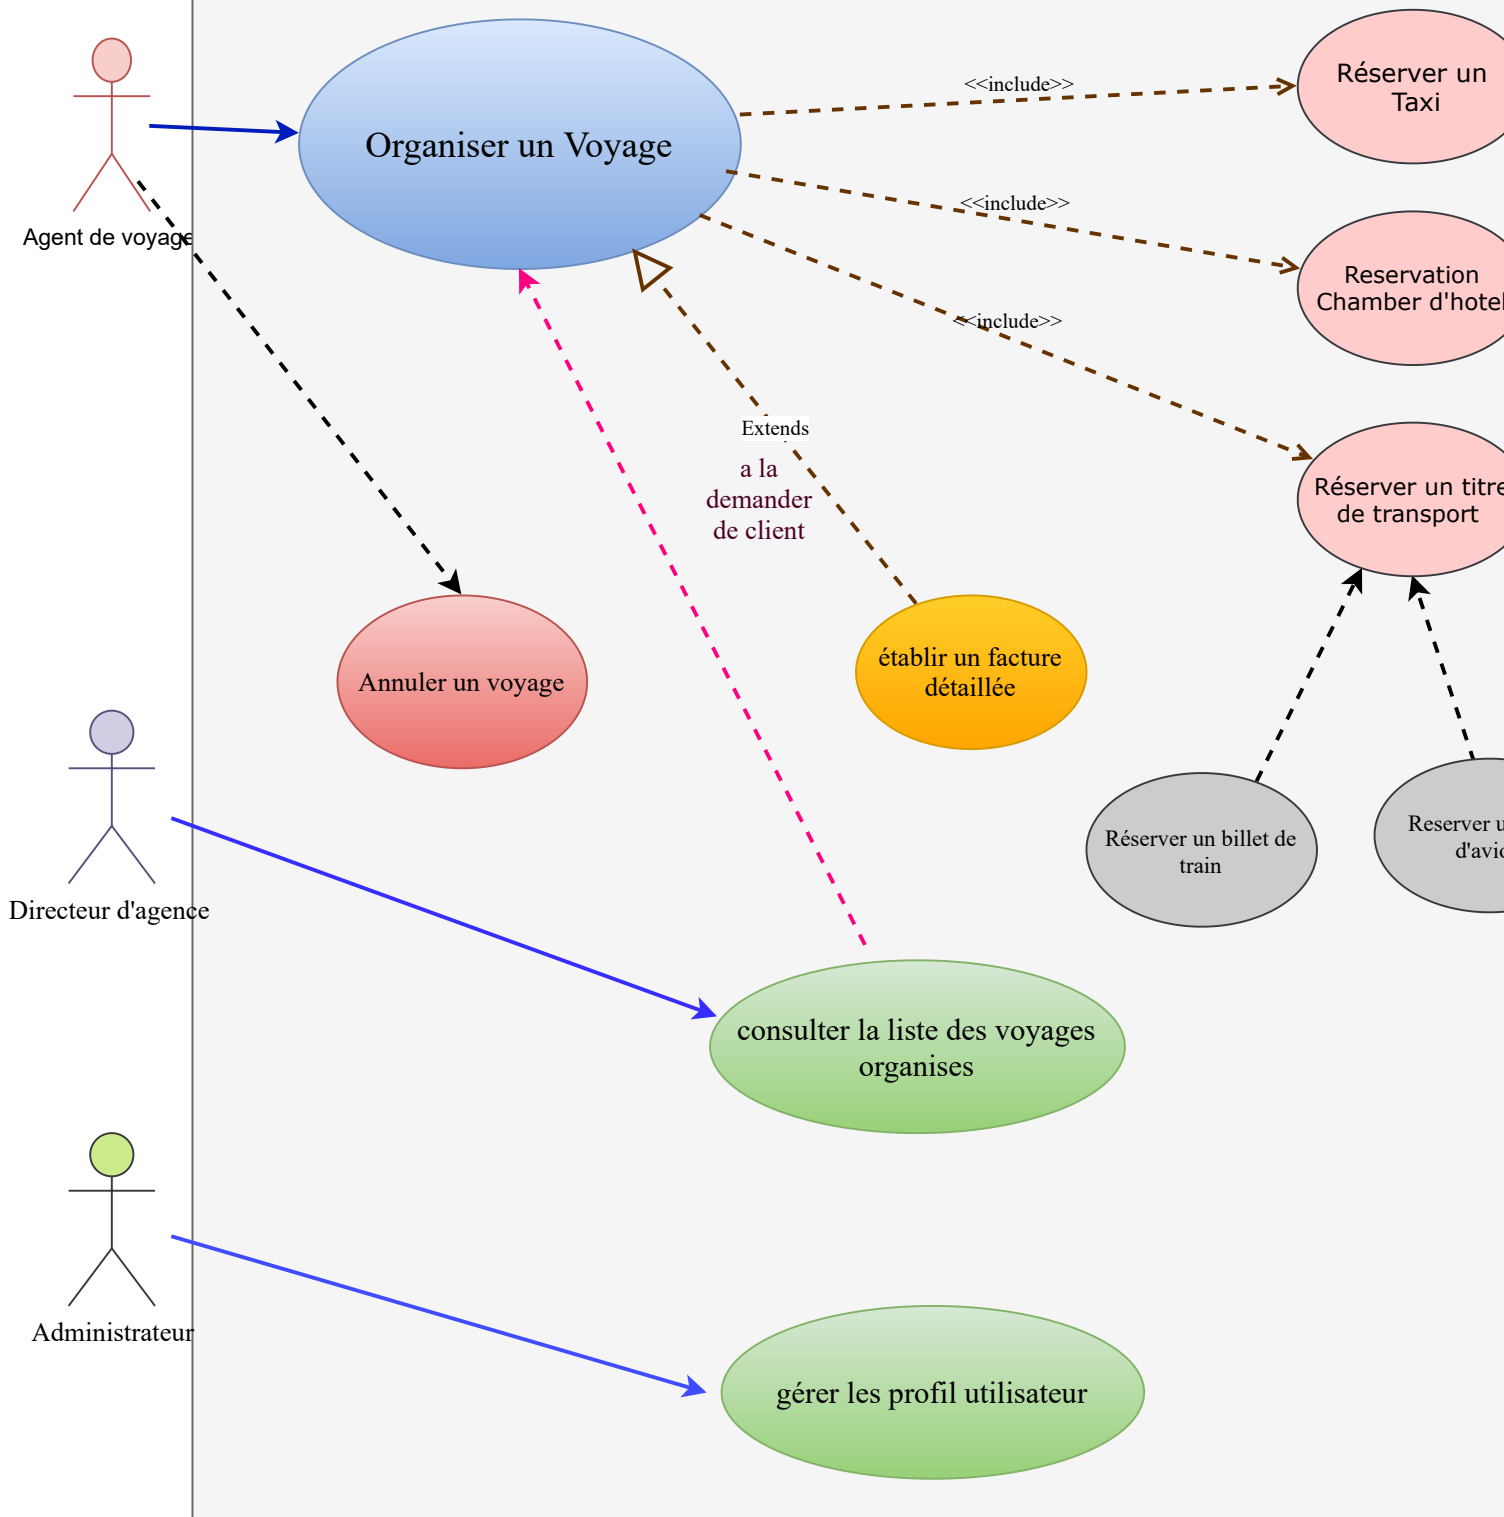 Réserver un
Taxi
<<include>>
Organiser un Voyage
<<include>>
Agent de voyage
Reservation
Chamber d'hotel
<<include>>
Extends
a la
demander
de client
Réserver un titre
de transport
établir un facture
détaillée
Annuler un voyage
Réserver un billet de
train
Reserver
Directeur d'agence
consulter la liste des voyages
organises
Administrateur
gérer les profil utilisateur